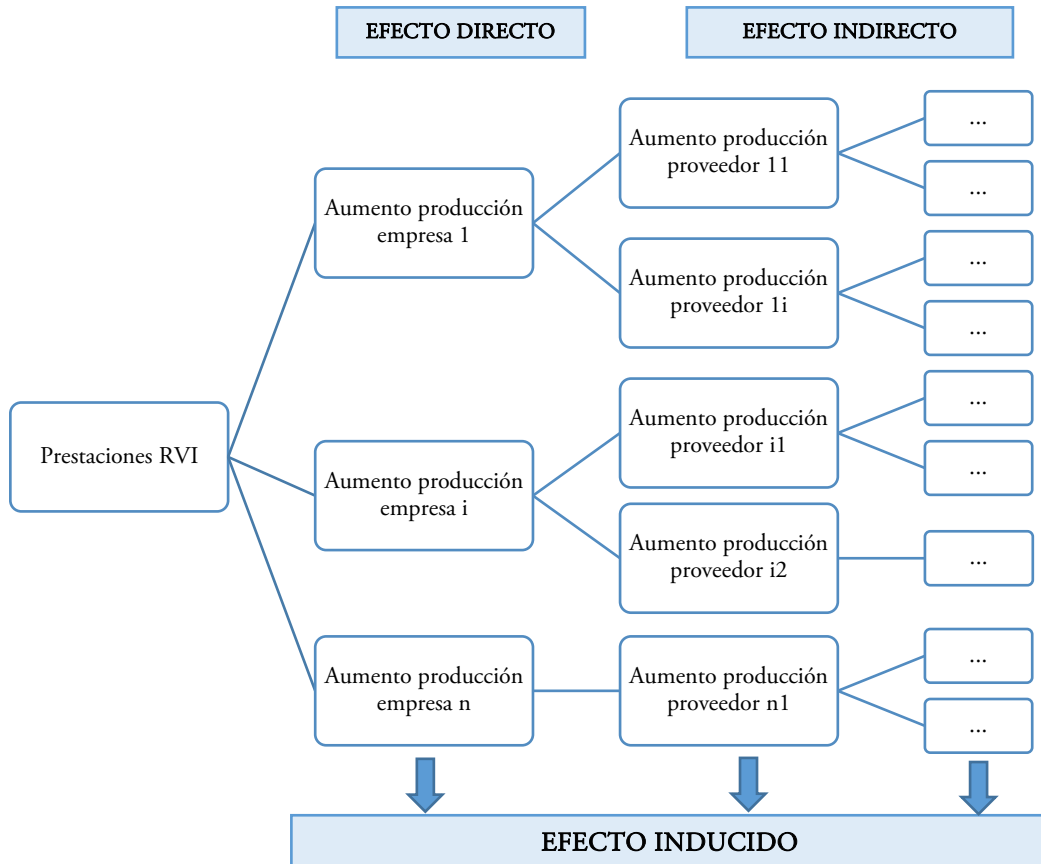 EFECTO DIRECTO
EFECTO INDIRECTO
Prestaciones RVI
Aumento producción
empresa 1
Aumento producción
proveedor 11
...
...
Aumento producción
proveedor 1i
...
...
Aumento producción
empresa i
Aumento producción
proveedor i1
...
...
Aumento producción
proveedor i2
...
Aumento producción
empresa n
Aumento producción
proveedor n1
...
...
EFECTO INDUCIDO